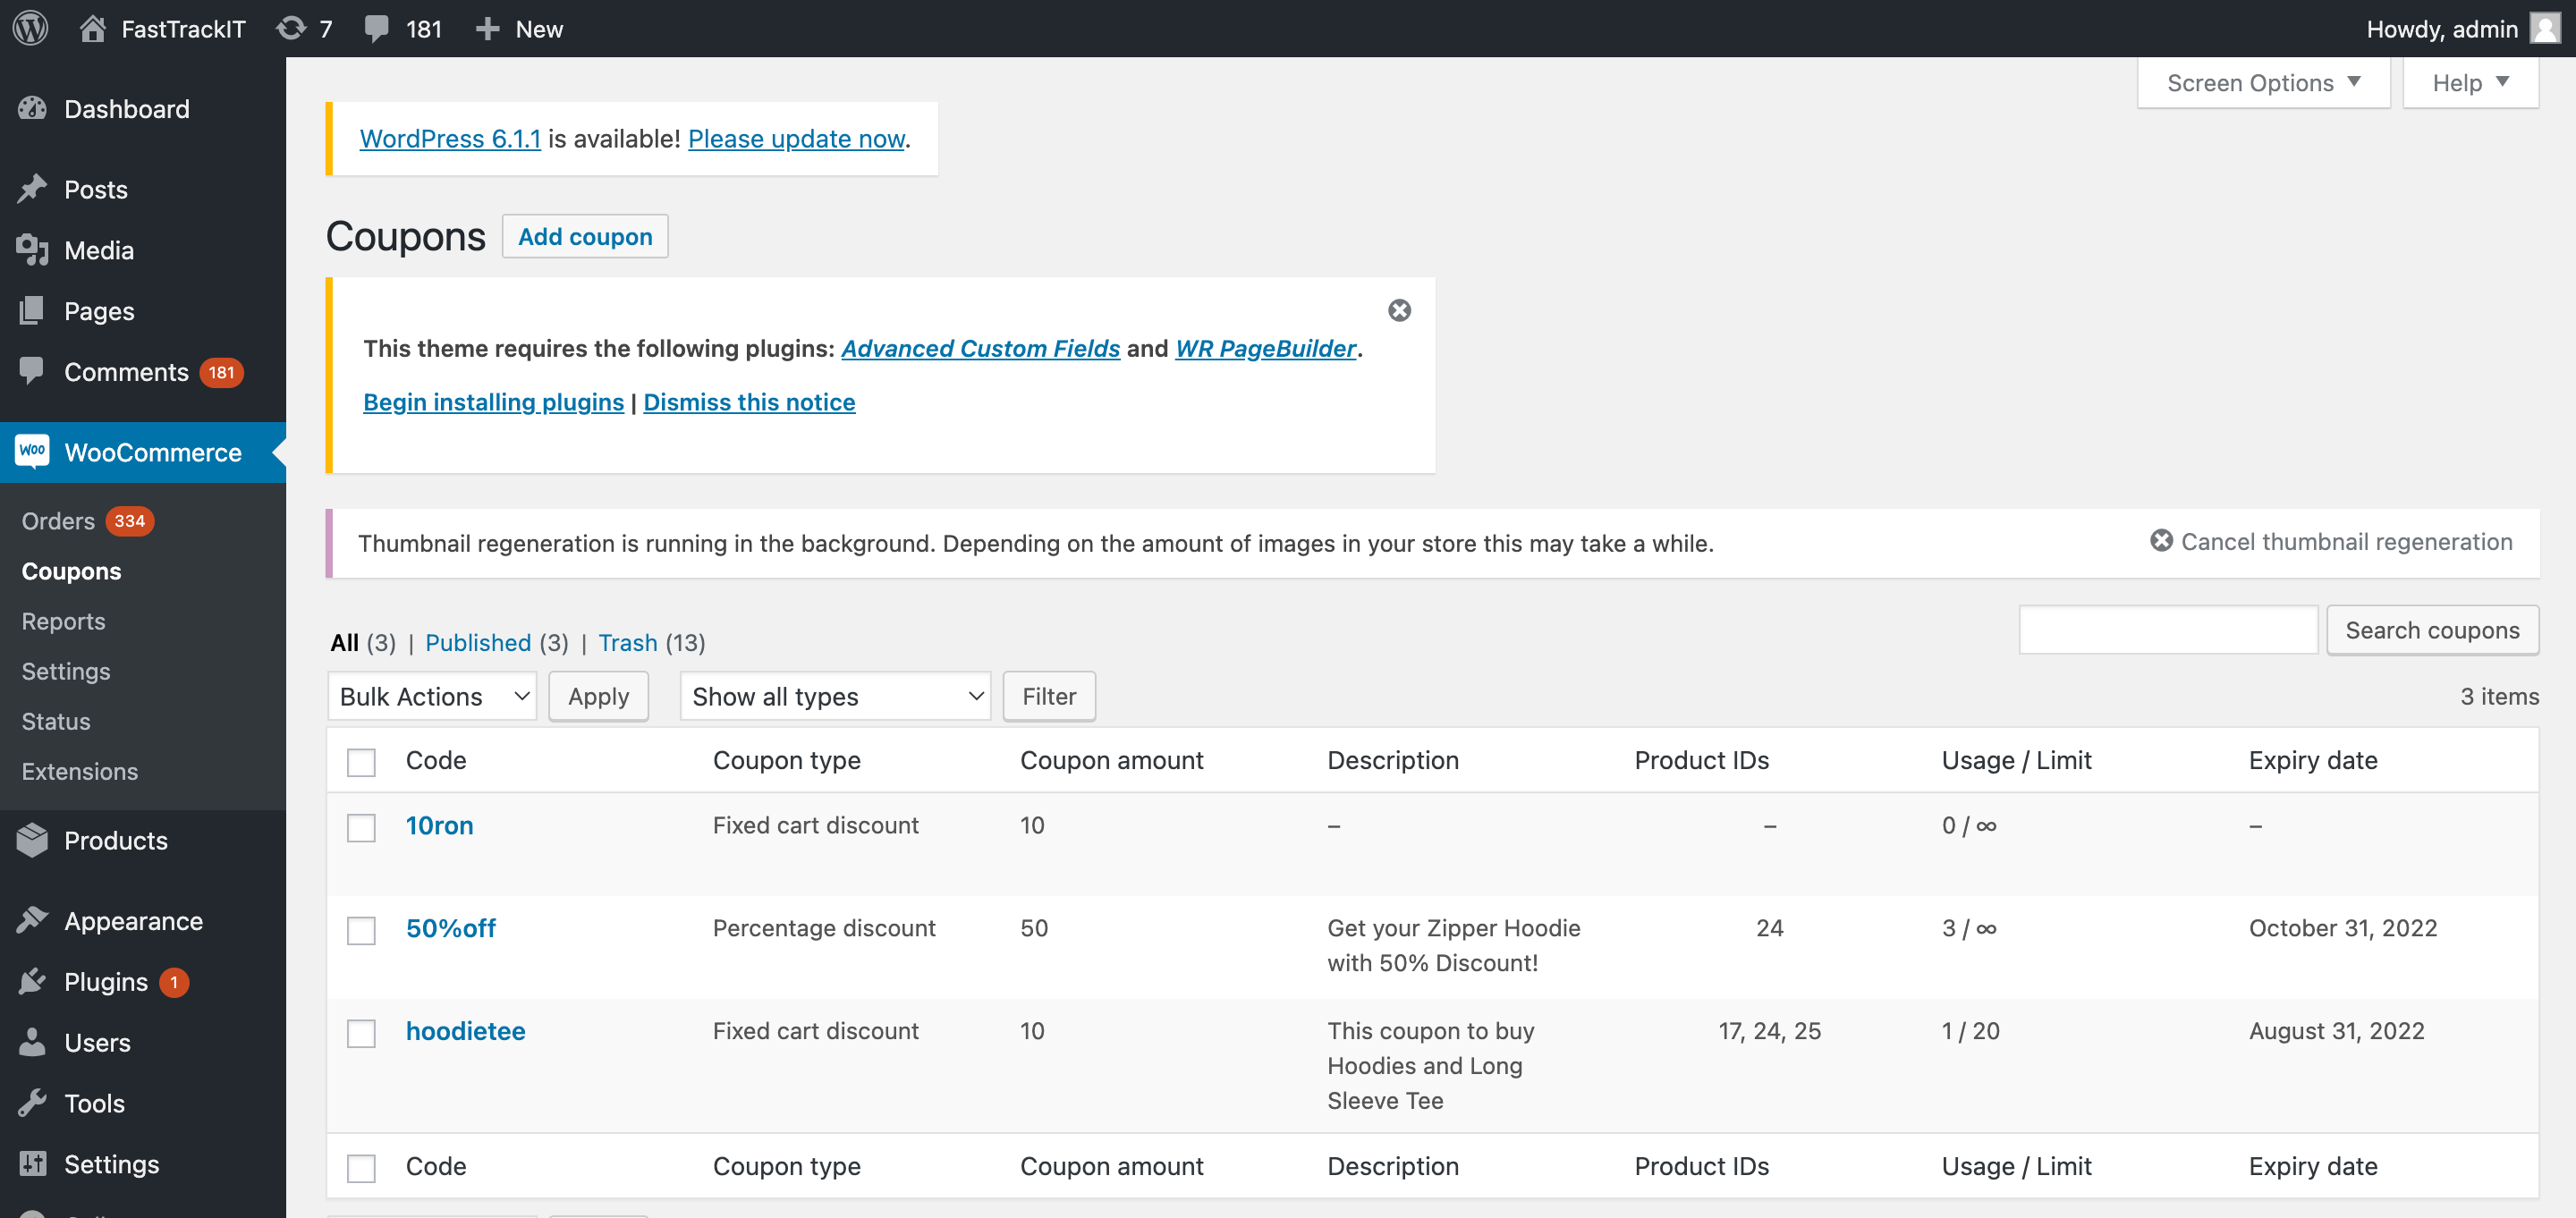 FastTrackIT 7 181 New Howdy, admin
Screen Options Help
Dashboard
Posts
Media
Pages
Comments 181
Woo WooCommerce
Orders 334
Coupons
Reports
Settings
Status
Extensions
Products
Appearance
Plugins 1
Users
Tools
Settings
WordPress 6.1.1 is available! Please update now.
Coupons Add coupon
This theme requires the following plugins: Advanced Custom Fields and WR PageBuilder.
Begin installing plugins | Dismiss this notice
Thumbnail regeneration is running in the background. Depending on the amount of images in your store this may take a while. Cancel thumbnail regeneration
All (3) | Published (3) | Trash (13) Search coupons
Bulk Actions Apply Show all types Filter 3 items
Code Coupon type Coupon amount Description Product IDs Usage / Limit Expiry date
10ron Fixed cart discount 10 – – 0 / ∞ –
50%off Percentage discount 50 Get your Zipper Hoodie 24 3 / ∞ October 31, 2022
with 50% Discount!
hoodietee Fixed cart discount 10 This coupon to buy 17, 24, 25 1 / 20 August 31, 2022
Hoodies and Long
Sleeve Tee
Code Coupon type Coupon amount Description Product IDs Usage / Limit Expiry date